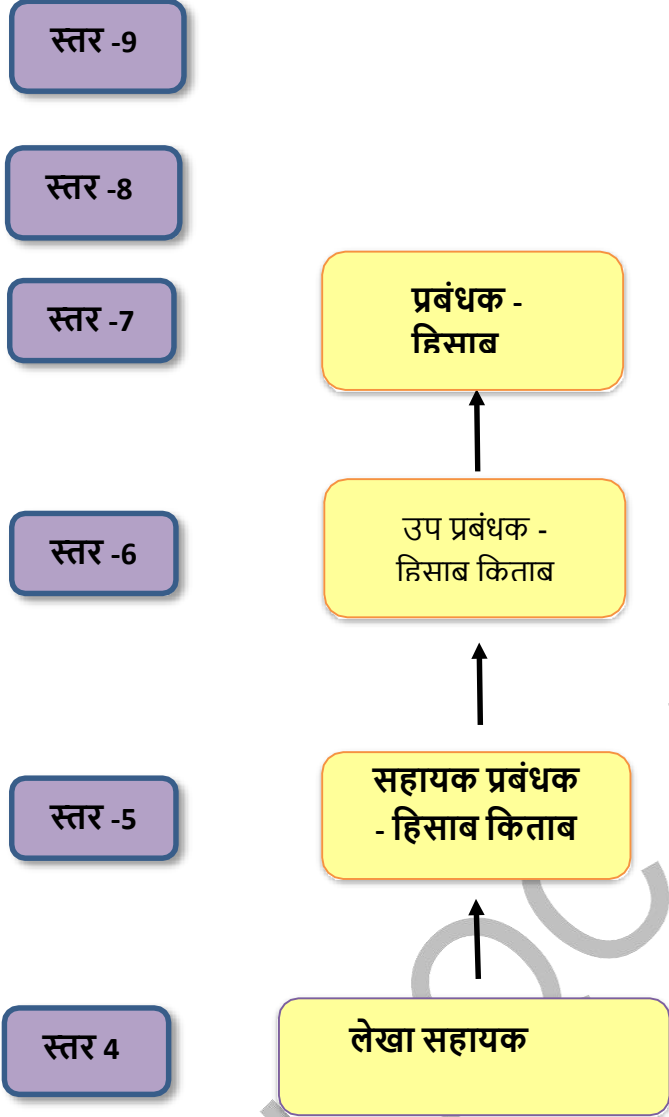 स्तर -9
स्तर -8
स्तर -7
प्रबंधक -
हिसाब
स्तर -6
उप प्रबंधक -
हिसाब किताब
स्तर -5
सहायक प्रबंधक
- हिसाब किताब
स्तर 4
लेखा सहायक